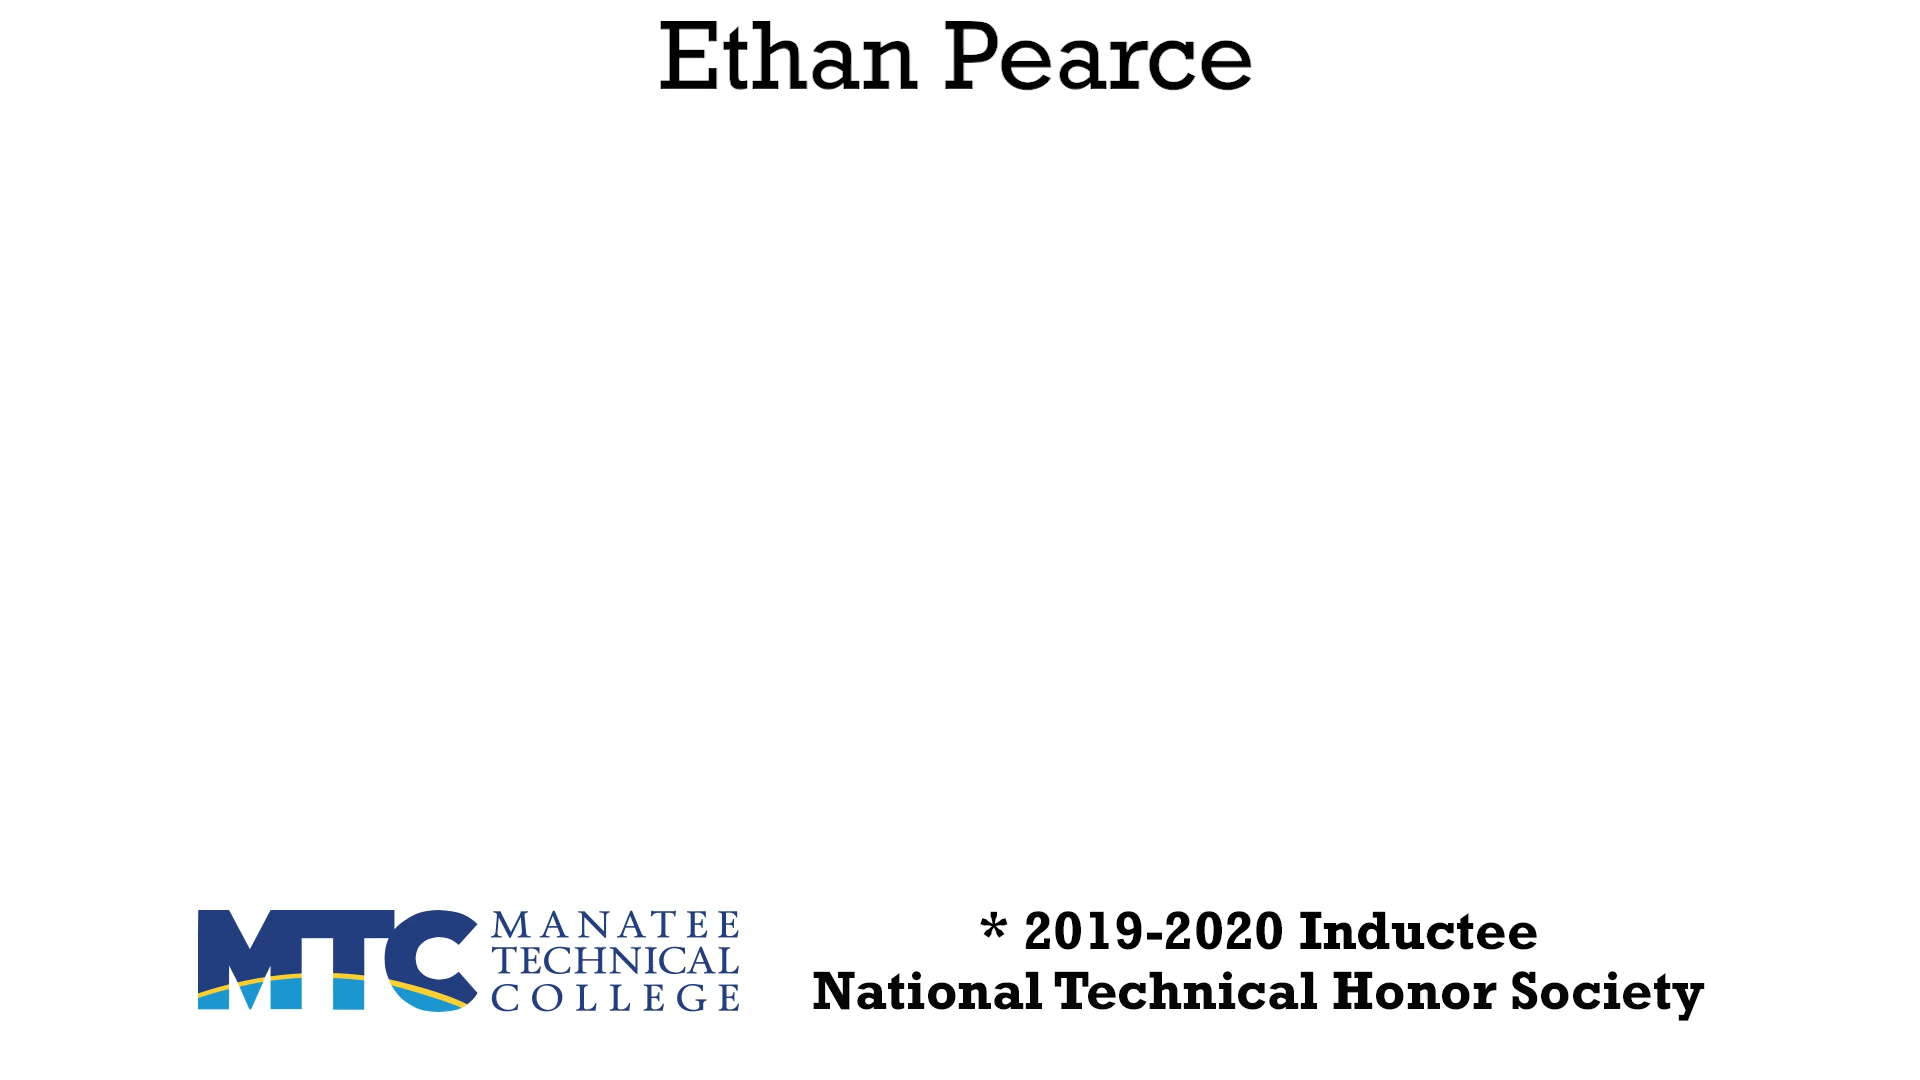 Ethan Pearce
MTC
MANATEE
TECHNICAL
COLLEGE
* 2019-2020 Inductee
National Technical Honor Society